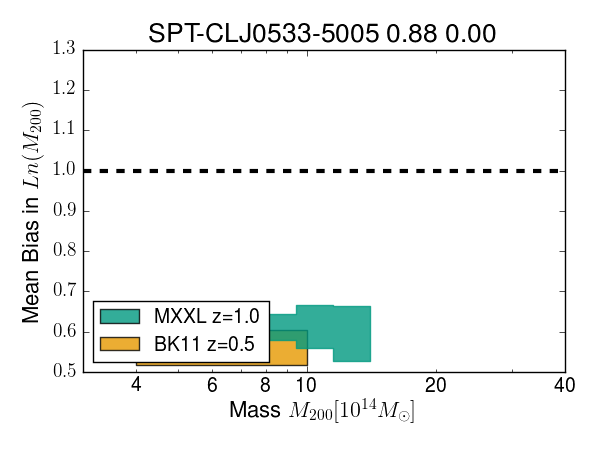 SPT-CLJ0533-5005 0.88 0.00
1.3
1.2
1.1
1.0
0.9
0.8
0.7
0.6
0.5
Mean Bias in Ln(M₂₀₀)
MXXL z=1.0
BK11 z=0.5
4 6 8 10 20 40
Mass M₂₀₀[10¹⁴M☉]